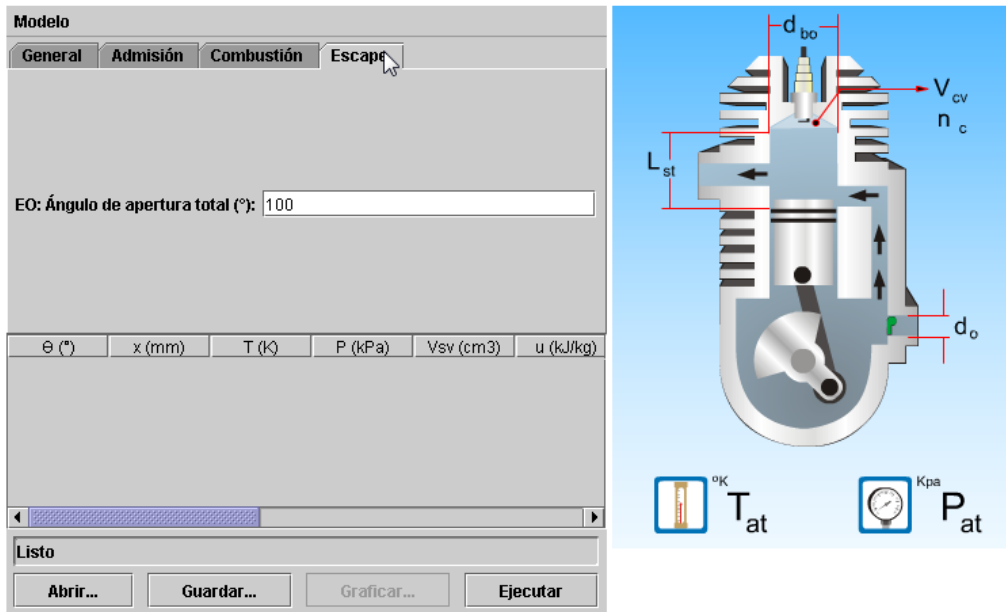 Modelo
General Admisión Combustión Escape
EO: Ángulo de apertura total (°): 100
Θ (°) x (mm) T (K) P (kPa) Vsv (cm3) u (kJ/kg)
Listo
Abrir... Guardar... Graficar... Ejecutar
d bo
V cv
n c
L st
d o
°K
T at
Kpa
P at